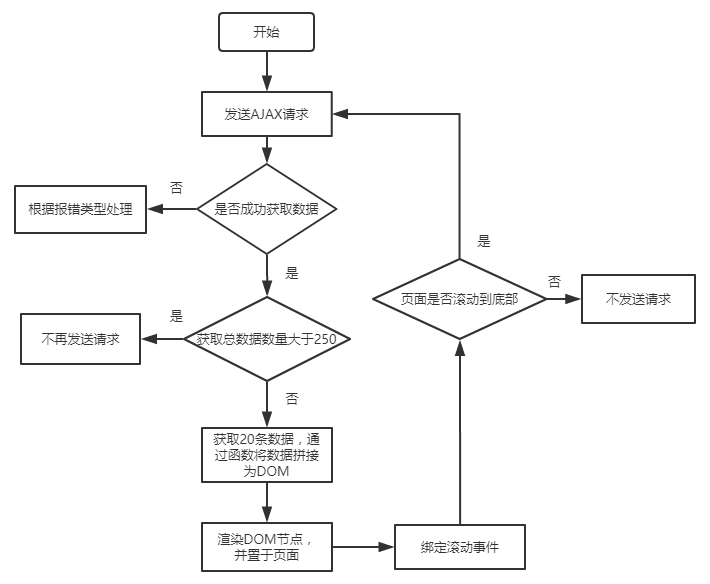 开始
发送AJAX请求
否
是否成功获取数据
根据报错类型处理
是
是
页面是否滚动到底部
否
不发送请求
是
不再发送请求
获取总数据数量大于250
否
获取20条数据，通
过函数将数据拼接
为DOM
渲染DOM节点，
并置于页面
绑定滚动事件